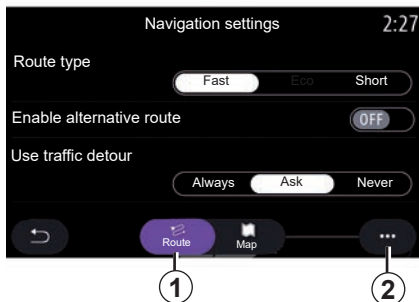 Navigation settings 2:27
Route type
Fast Eco Short
Enable alternative route OFF
Use traffic detour
Always Ask Never
Route Map
1 2